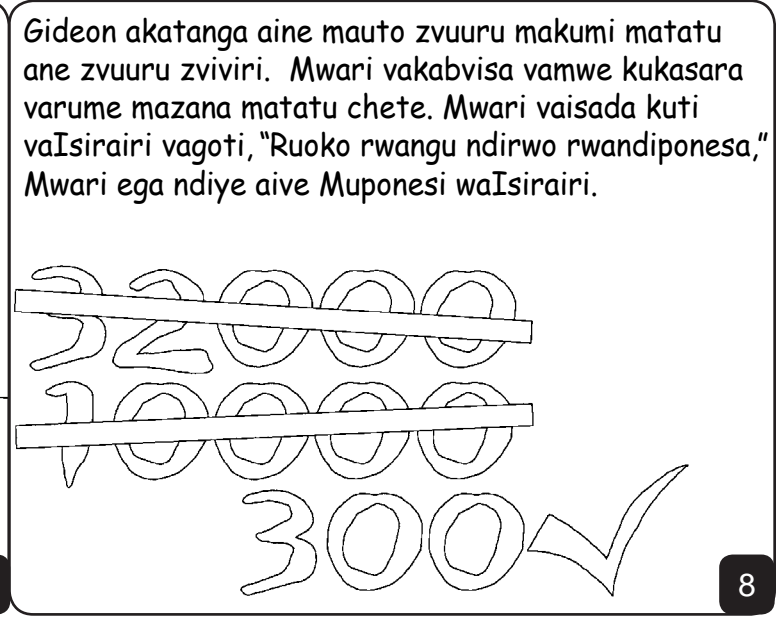 Gideon akatanga aine mauto zvuuru makumi matatu
ane zvuuru zviviri.  Mwari vakabvisa vamwe kukasara
varume mazana matatu chete. Mwari vaisada kuti
vaIsirairi vagoti, “Ruoko rwangu ndirwo rwandiponesa,”
Mwari ega ndiye aive Muponesi waIsirairi.
32000
10000
300
8